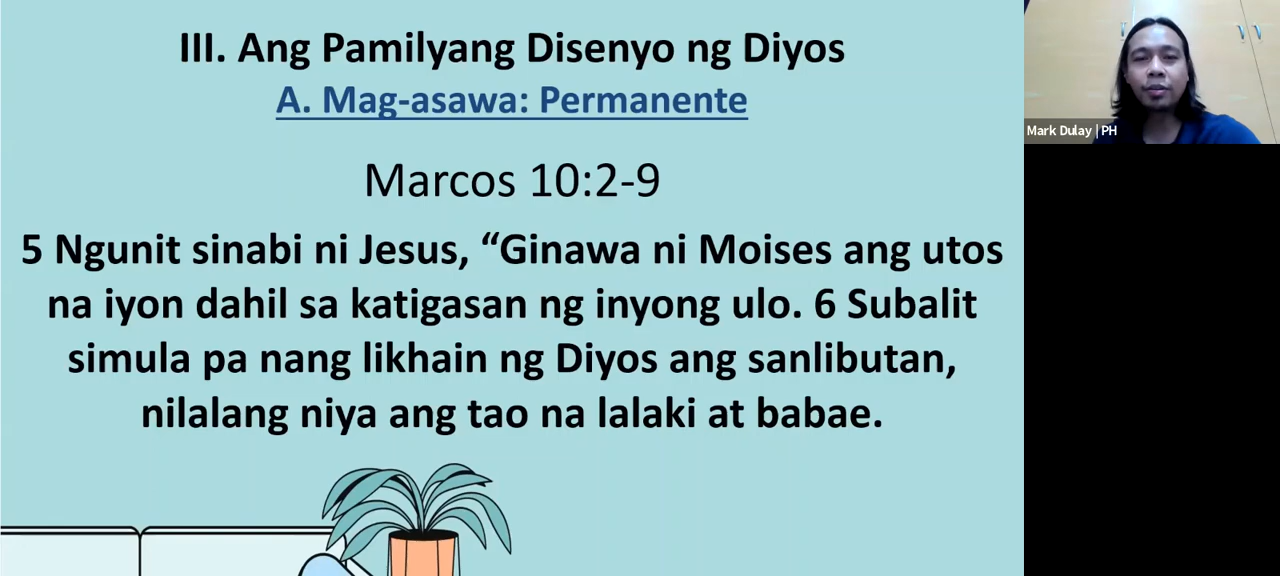 III. Ang Pamilyang Disenyo ng Diyos
A. Mag-asawa: Permanente
Marcos 10:2-9
5 Ngunit sinabi ni Jesus, “Ginawa ni Moises ang utos
na iyon dahil sa katigasan ng inyong ulo. 6 Subalit
simula pa nang likhain ng Diyos ang sanlibutan,
nilalang niya ang tao na lalaki at babae.
Mark Dulay | PH